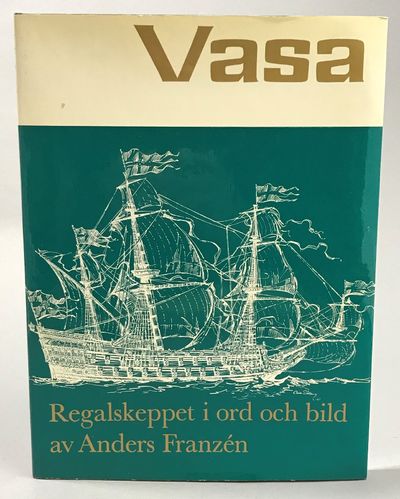 Vasa
Regalskeppet i ord och bild
av Anders Franzén